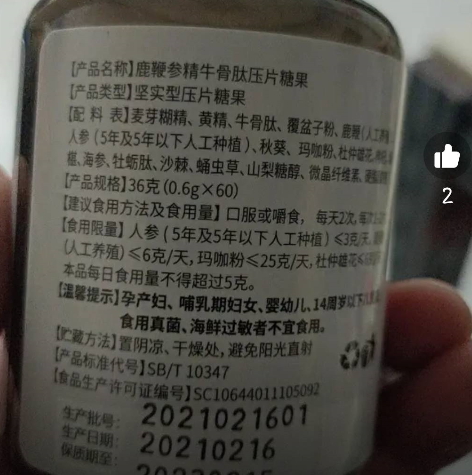 【产品名称】鹿鞭参精牛骨肽压片糖果
【产品类型】坚实型压片糖果
【配 料 表】麦芽糊精、黄精、牛骨肽、覆盆子粉、鹿鞭(人工养
人参(5年及5年以下人工种植)、秋葵、玛咖粉、杜仲雄花、
海参、牡蛎肽、沙棘、蛹虫草、山梨糖醇、微晶纤维素、
【产品规格】36克(0.6g×60)
【建议食用方法及食用量】口服或嚼食,每天2次,每次
【食用限量】人参(5年及5年以下人工种植)≤3克/天,
(人工养殖)≤6克/天,玛咖粉≤25克/天,杜仲雄花≤
本品每日食用量不得超过5克。
【温馨提示】孕产妇、哺乳期妇女、婴幼儿、14周岁以下
食用真菌、海鲜过敏者不宜食用。
【贮藏方法】置阴凉、干燥处,避免阳光直射
【产品标准代号】SB/T 10347
【食品生产许可证编号】SC10644011105092
生产批号: 2021021601
生产日期: 20210216
保质期至:
2